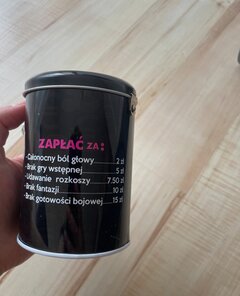 ZAPŁAĆ ZA:
-Całonocny ból głowy......2 zł
-Brak gry wstępnej..........5 zł
-Udawanie rozkoszy.....7.50 zł
-Brak fantazji................10 zł
-Brak gotowości bojowej...15 zł